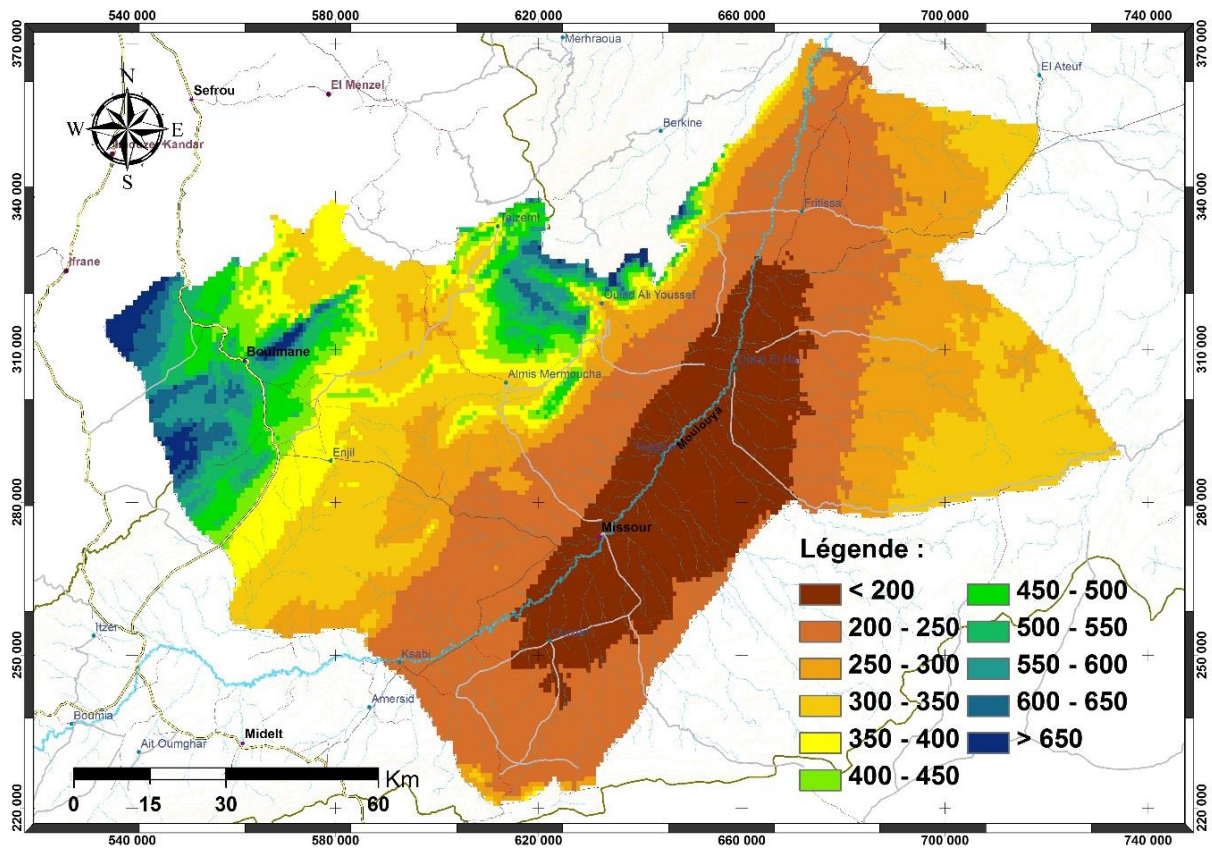 540 000 580 000 620 000 660 000 700 000 740 000
370 000
370 000
Merhraoua
N
El Ateuf
Sefrou
El Menzel
W E
Berkine
Kandar
S
340 000
340 000
Fritissa
Taizemt
Ifrane
Oulad Ali Youssef
310 000
310 000
Boulmane
Almis Mermoucha
Moulouya
Enjil
280 000
280 000
Missour
Légende :
< 200 450 - 500
200 - 250 500 - 550
Itzer
250 000
250 000
Ksabi
250 - 300 550 - 600
Amersid
300 - 350 600 - 650
Boumia
Midelt
Ait Oumghar
350 - 400 > 650
400 - 450
Km
0 15 30 60
220 000
220 000
540 000 580 000 620 000 660 000 700 000 740 000